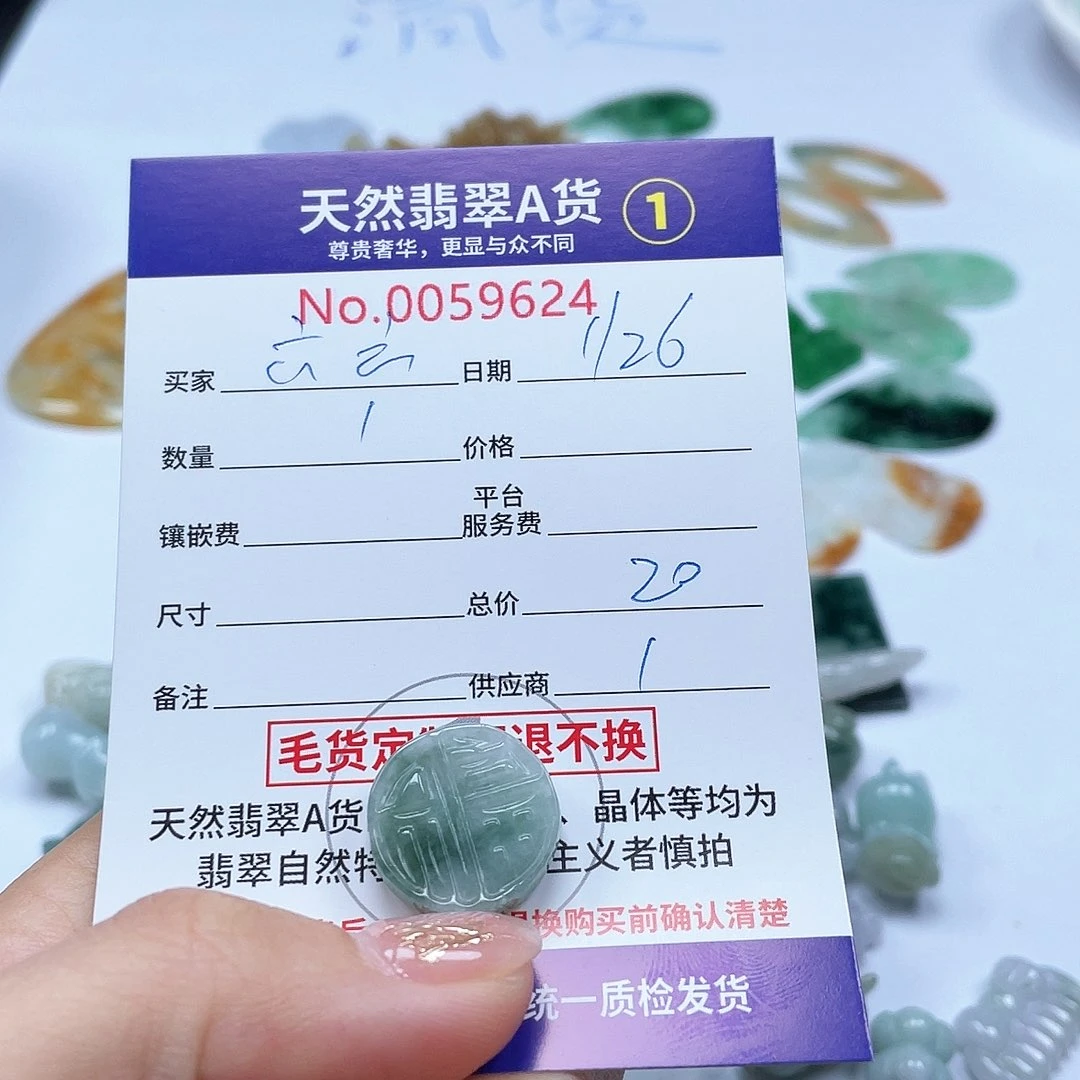 滴货
天然翡翠A货 1
尊贵奢华，更显与众不同
No.0059624
买家 日期 1/26
数量 1 价格
平台
镶嵌费 服务费
尺寸 总价 20
备注 供应商 1
毛货定 退不换
天然翡翠A货 、晶体等均为
翡翠自然特 主义者慎拍
换购买前确认清楚
统一质检发货